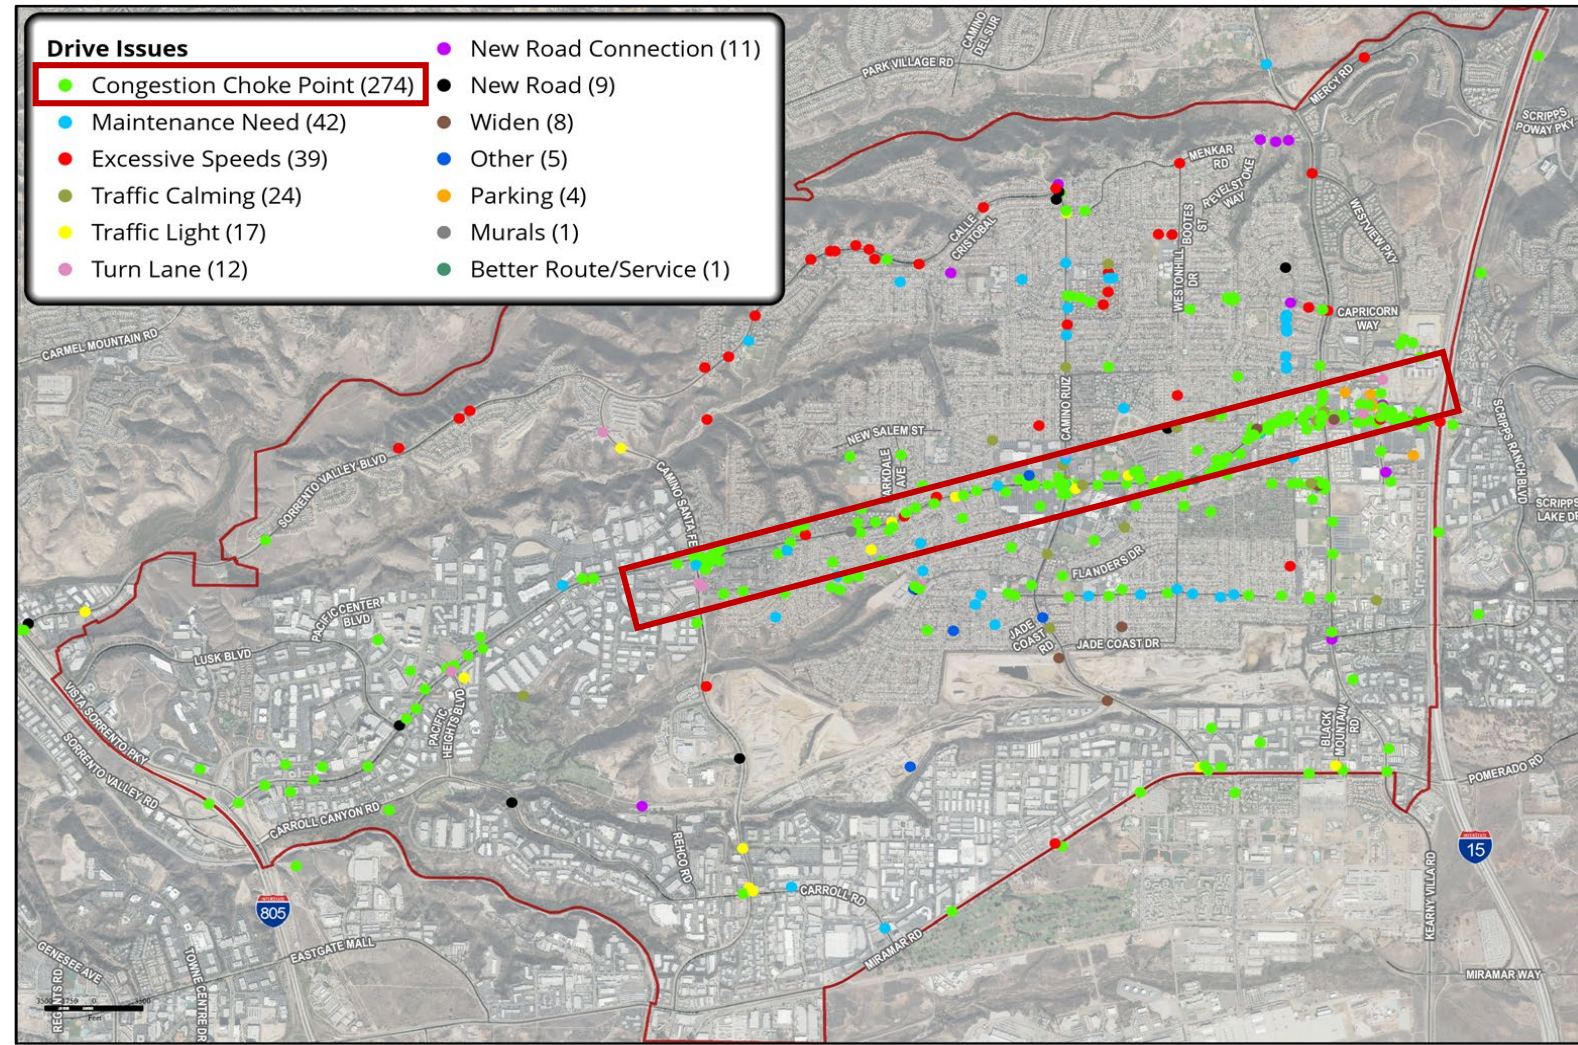 Drive Issues
Congestion Choke Point (274)
Maintenance Need (42)
Excessive Speeds (39)
Traffic Calming (24)
Traffic Light (17)
Turn Lane (12)
New Road Connection (11)
New Road (9)
Widen (8)
Other (5)
Parking (4)
Murals (1)
Better Route/Service (1)
CAMINO
DEL SUR
PARK VILLAGE RD
MERCY RD
SCRIPPS
POWAY PKY
MENKAR
RD
REVELSTOKE
WAY
BOOTES
ST
WESTVIEW PKY
CALLE
CRISTOBAL
WESTONHILL
DR
CAPRICORN
WAY
CARMEL MOUNTAIN RD
CAMINO RUIZ
NEW SALEM ST
PARKDALE
AVE
SCRIPPS RANCH BLVD
SORRENTO VALLEY BLVD
CAMINO SANTA FE
SCRIPPS
LAKE DR
FLANDERS DR
PACIFIC CENTER
BLVD
JADE
COAST
RD
JADE COAST DR
LUSK BLVD
VISTA SORRENTO PKY
PACIFIC
HEIGHTS BLVD
BLACK
MOUNTAIN
RD
SORRENTO VALLEY RD
POMERADO RD
CARROLL CANYON RD
REHCO RD
15
KEARNY VILLA RD
CARROLL RD
805
EASTGATE MALL
MIRAMAR RD
GENESEE AVE
REGENTS RD
TOWNE CENTRE DR
MIRAMAR WAY
3500 1750 0 3500
Feet